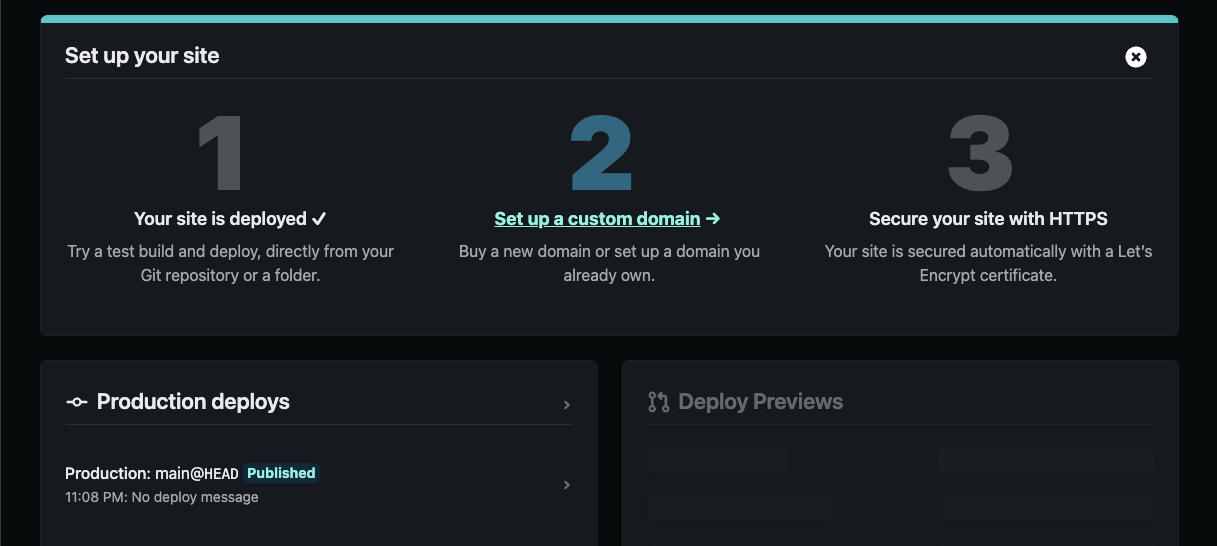 Set up your site
1
Your site is deployed ✓
Try a test build and deploy, directly from your
Git repository or a folder.
2
Set up a custom domain →
Buy a new domain or set up a domain you
already own.
3
Secure your site with HTTPS
Your site is secured automatically with a Let’s
Encrypt certificate.
Production deploys
Production: main@HEAD Published
11:08 PM: No deploy message
Deploy Previews